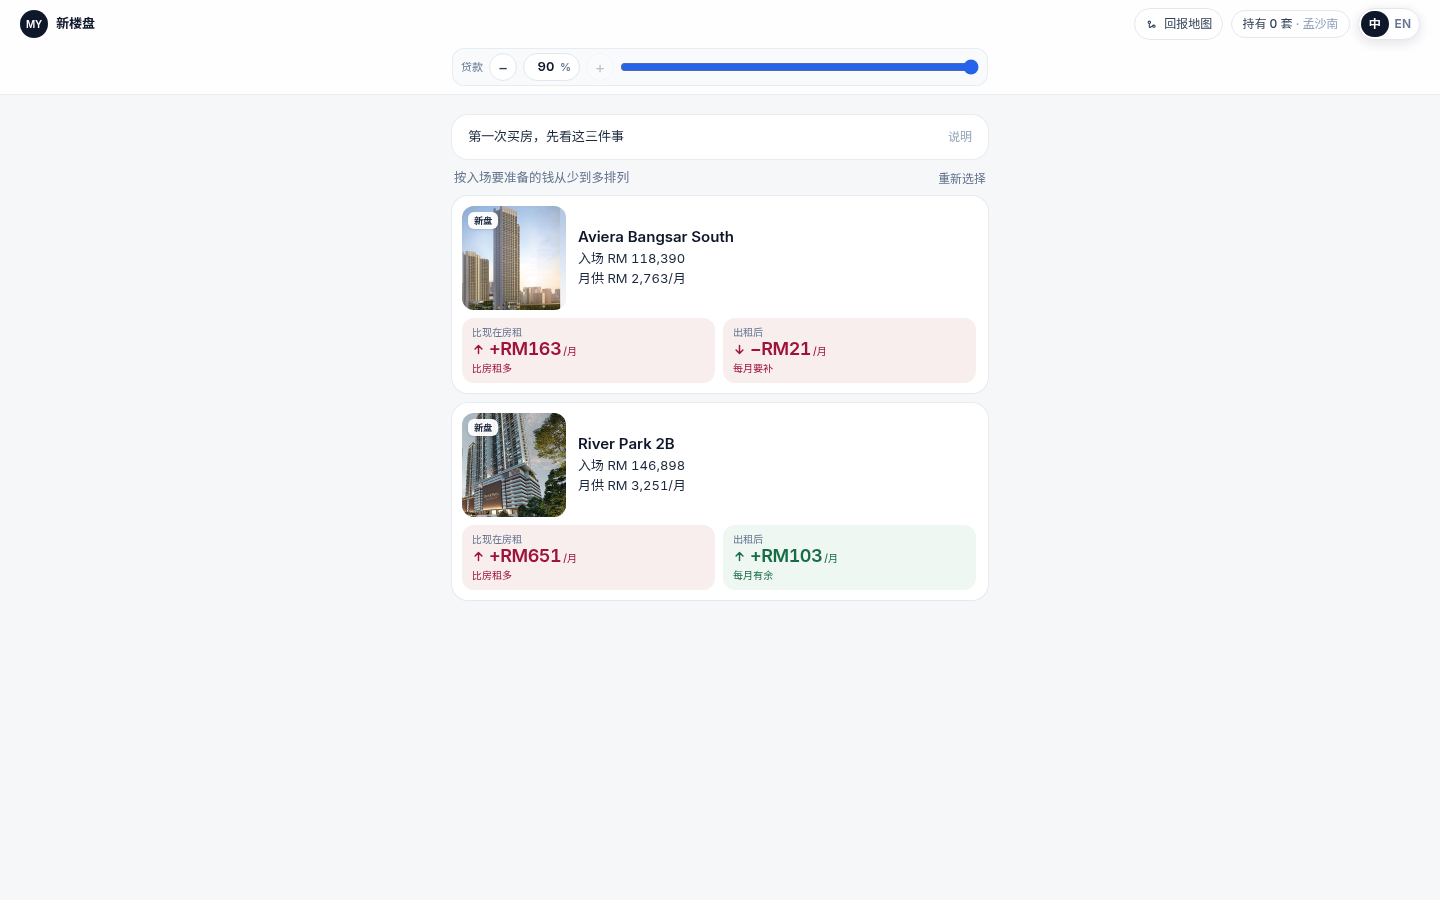 MY 新楼盘
回报地图
持有 0 套 · 孟沙南
中 EN
贷款 − 90 % +
第一次买房，先看这三件事 说明
按入场要准备的钱从少到多排列 重新选择
新盘
Aviera Bangsar South
入场 RM 118,390
月供 RM 2,763/月
比现在房租
↑ +RM163/月
比房租多
出租后
↓ −RM21/月
每月要补
新盘
River Park 2B
入场 RM 146,898
月供 RM 3,251/月
比现在房租
↑ +RM651/月
比房租多
出租后
↑ +RM103/月
每月有余